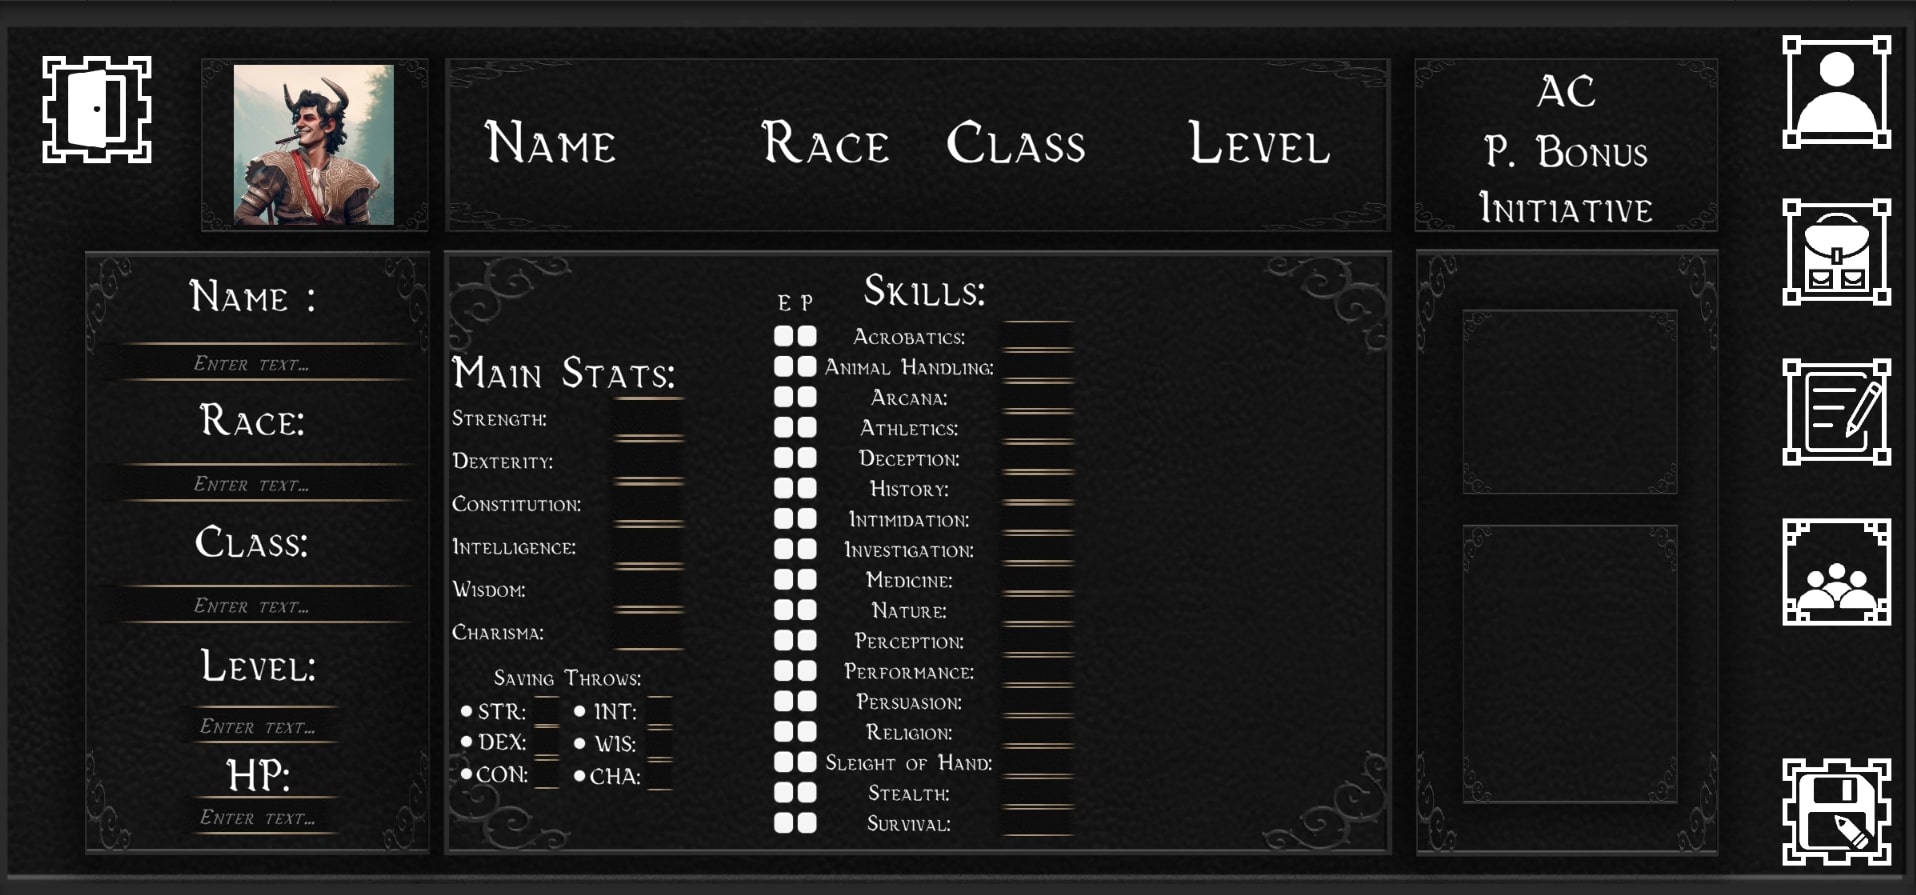 Name Race Class Level
AC
P. Bonus
Initiative
Name :
Enter text...
Race:
Enter text...
Class:
Enter text...
Level:
Enter text...
HP:
Enter text...
Main Stats:
Strength:
Dexterity:
Constitution:
Intelligence:
Wisdom:
Charisma:
Saving Throws:
STR: INT:
DEX: WIS:
CON: CHA:
Skills:
E P
Acrobatics:
Animal Handling:
Arcana:
Athletics:
Deception:
History:
Intimidation:
Investigation:
Medicine:
Nature:
Perception:
Performance:
Persuasion:
Religion:
Sleight of Hand:
Stealth:
Survival: